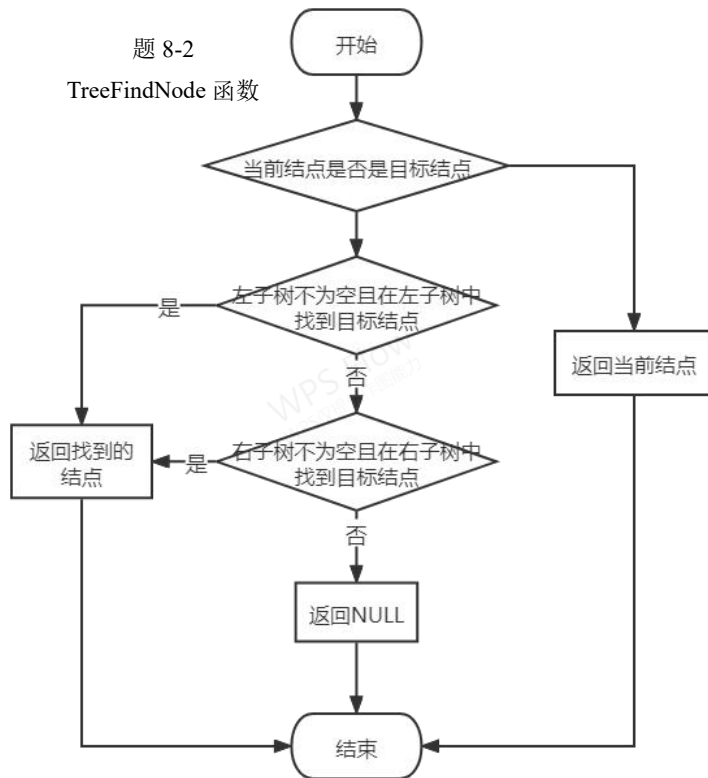 题 8-2
TreeFindNode 函数
开始
当前结点是否是目标结点
左子树不为空且在左子树中
找到目标结点
是
返回当前结点
否
右子树不为空且在右子树中
找到目标结点
是
返回找到的
结点
否
返回NULL
结束